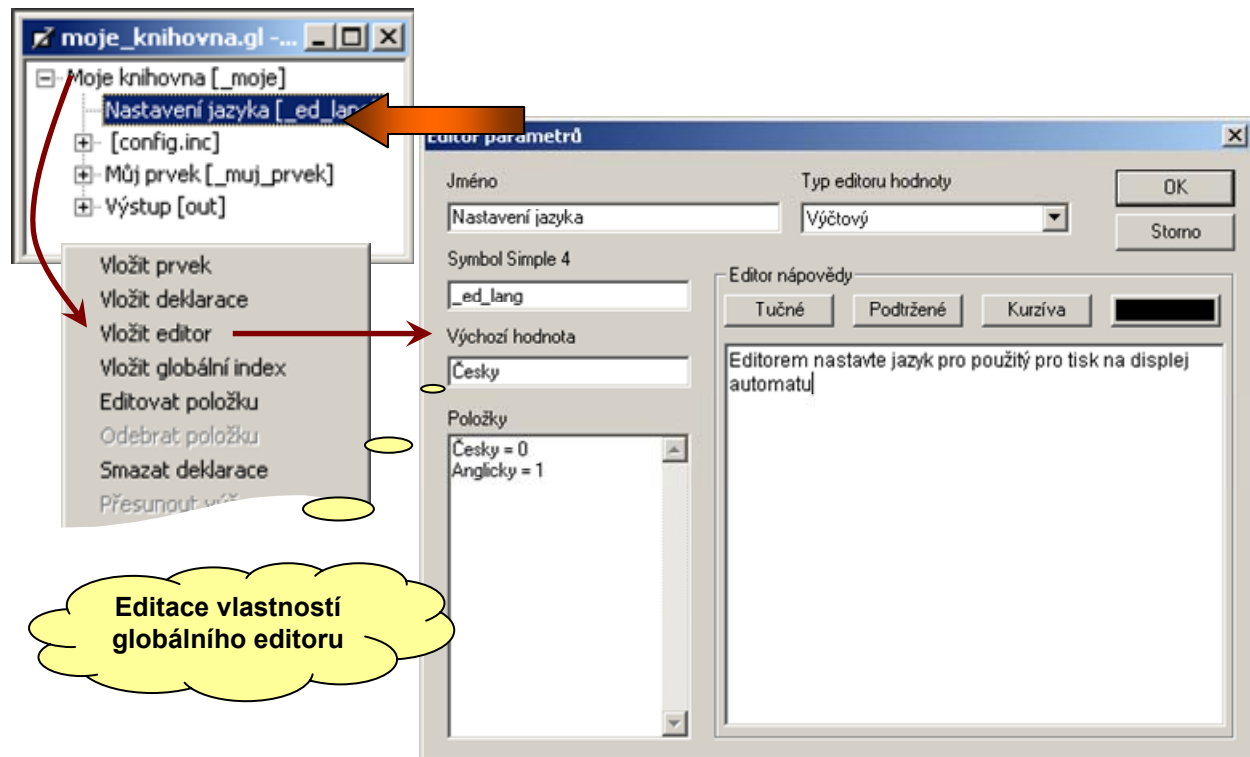 moje_knihovna.gl -...
Moje knihovna [_moje]
Nastavení jazyka [_ed_lang
[config.inc]
Můj prvek [_muj_prvek]
Výstup [out]
Vložit prvek
Vložit deklarace
Vložit editor
Vložit globální index
Editovat položku
Odebrat položku
Smazat deklarace
Přesunout
Editace vlastností
globálního editoru
Editor parametrů
Jméno
Nastavení jazyka
Typ editoru hodnoty
Výčtový
OK
Storno
Symbol Simple 4
_ed_lang
Výchozí hodnota
Česky
Položky
Česky = 0
Anglicky = 1
Editor nápovědy
Tučné Podtržené Kurzíva
Editorem nastavte jazyk pro použitý pro tisk na displej
automatu